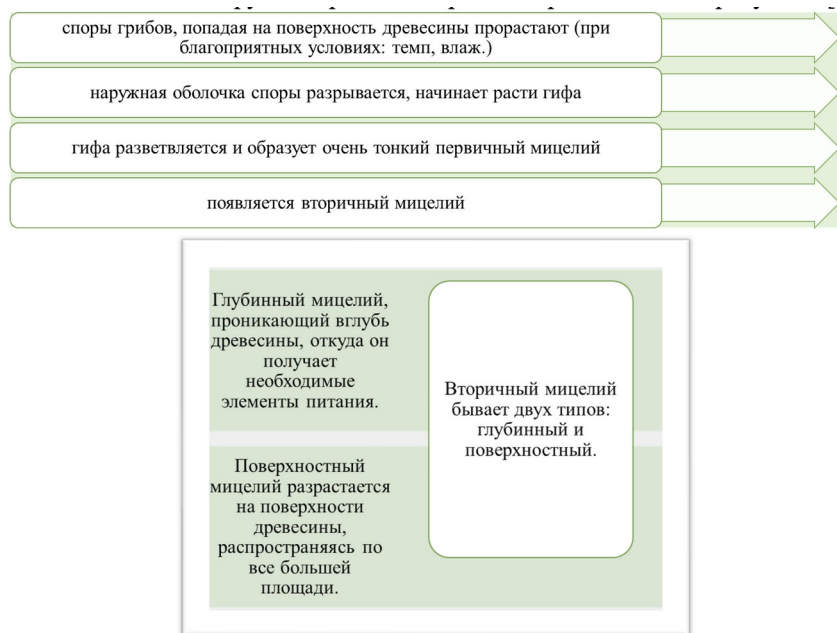 споры грибов, попадая на поверхность древесины прорастают (при
благоприятных условиях: темп, влаж.)
наружная оболочка споры разрывается, начинает расти гифа
гифа разветвляется и образует очень тонкий первичный мицелий
появляется вторичный мицелий
Глубинный мицелий,
проникающий вглубь
древесины, откуда он
получает
необходимые
элементы питания.
Вторичный мицелий
бывает двух типов:
глубинный и
поверхностный.
Поверхностный
мицелий разрастается
на поверхности
древесины,
распространяясь по
все большей
площади.